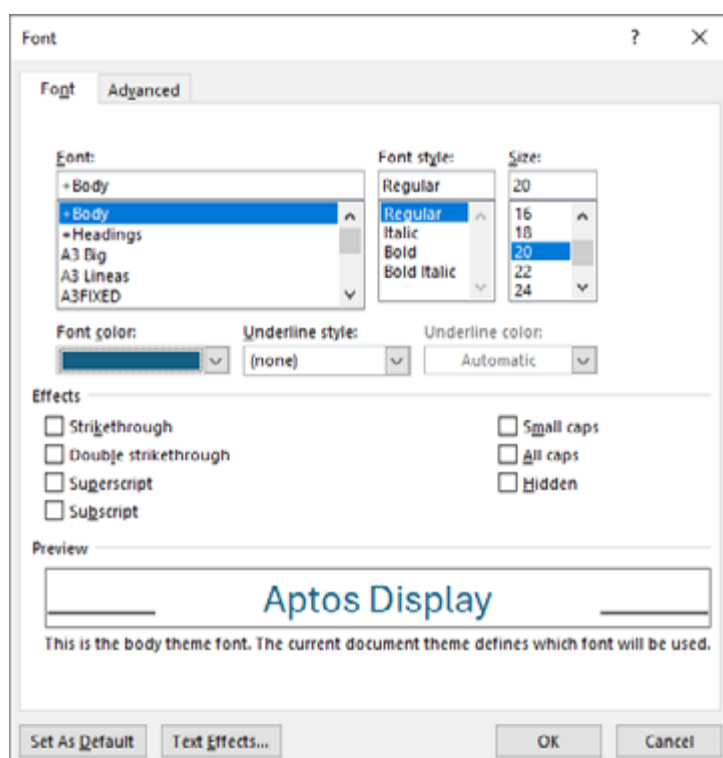 Font ?
Font Advanced
Font: Font style: Size:
+Body Regular 20
+Body Regular 16
+Headings Italic 18
A3 Big Bold 20
A3 Lineas Bold Italic 22
A3FIXED 24
Font color: Underline style: Underline color:
(none) Automatic
Effects
Strikethrough Small caps
Double strikethrough All caps
Superscript Hidden
Subscript
Preview
Aptos Display
This is the body theme font. The current document theme defines which font will be used.
Set As Default Text Effects... OK Cancel